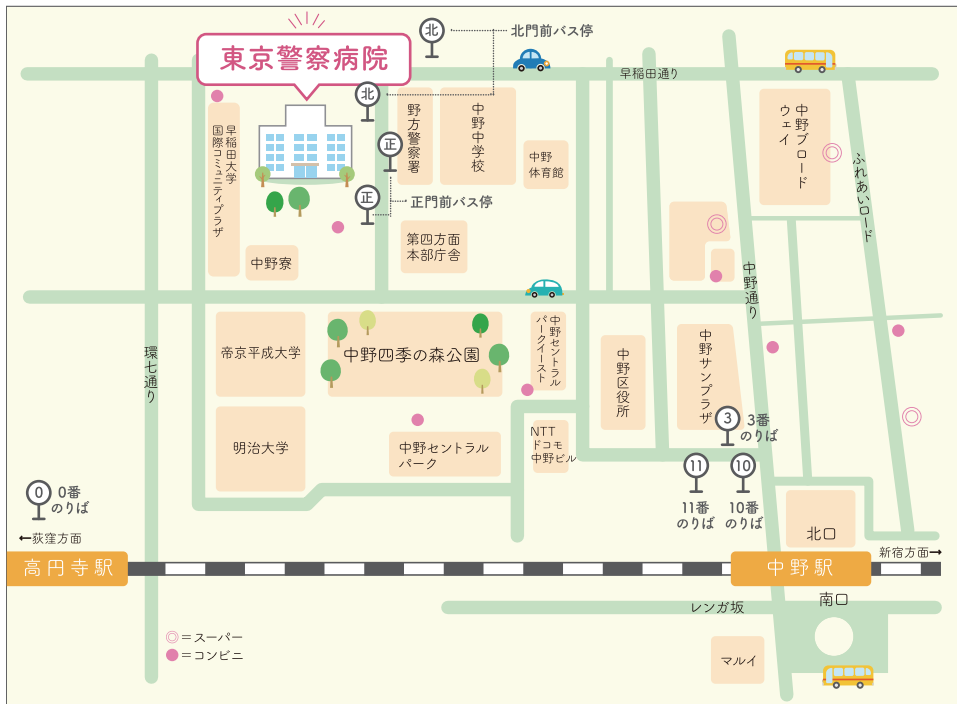 東京警察病院
北
北門前バス停
早稲田通り
北
正
正
正門前バス停
早稲田大学
国際コミュニティプラザ
野方警察署
中野中学校
中野
体育館
中野ブロード
ウェイ
ふれあいロード
中野寮
第四方面
本部庁舎
中野通り
環七通り
帝京平成大学
中野四季の森公園
中野セントラル
パークイースト
中野区役所
中野サンプラザ
明治大学
中野セントラル
パーク
NTT
ドコモ
中野ビル
3
3番
のりば
11
10
11番
のりば
10番
のりば
0
0番
のりば
←荻窪方面
高円寺駅
北口
新宿方面→
中野駅
南口
レンガ坂
マルイ
◎=スーパー
●=コンビニ